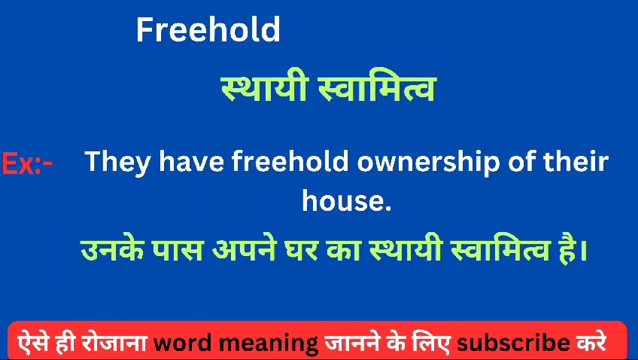 Freehold
स्थायी स्वामित्व
Ex:- They have freehold ownership of their
house.
उनके पास अपने घर का स्थायी स्वामित्व है।
ऐसे ही रोजाना word meaning जानने के लिए subscribe करे